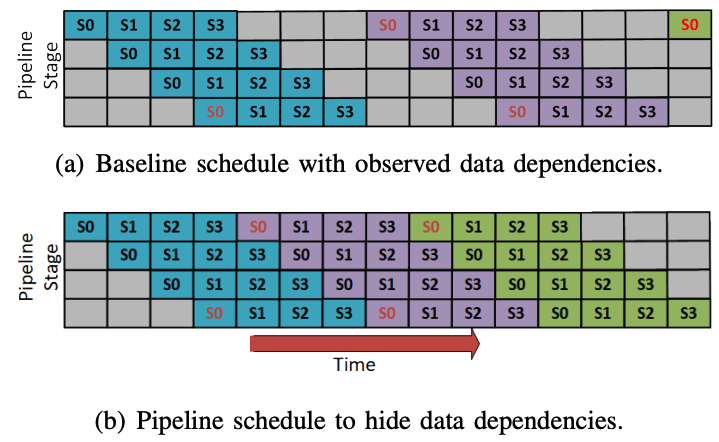 S0 S1 S2 S3 S0 S1 S2 S3 S0
S0 S1 S2 S3 S0 S1 S2 S3
S0 S1 S2 S3 S0 S1 S2 S3
S0 S1 S2 S3 S0 S1 S2 S3
Pipeline
Stage
(a) Baseline schedule with observed data dependencies.
S0 S1 S2 S3 S0 S1 S2 S3 S0 S1 S2 S3
S0 S1 S2 S3 S0 S1 S2 S3 S0 S1 S2 S3
S0 S1 S2 S3 S0 S1 S2 S3 S0 S1 S2 S3
S0 S1 S2 S3 S0 S1 S2 S3 S0 S1 S2 S3
Pipeline
Stage
Time
(b) Pipeline schedule to hide data dependencies.